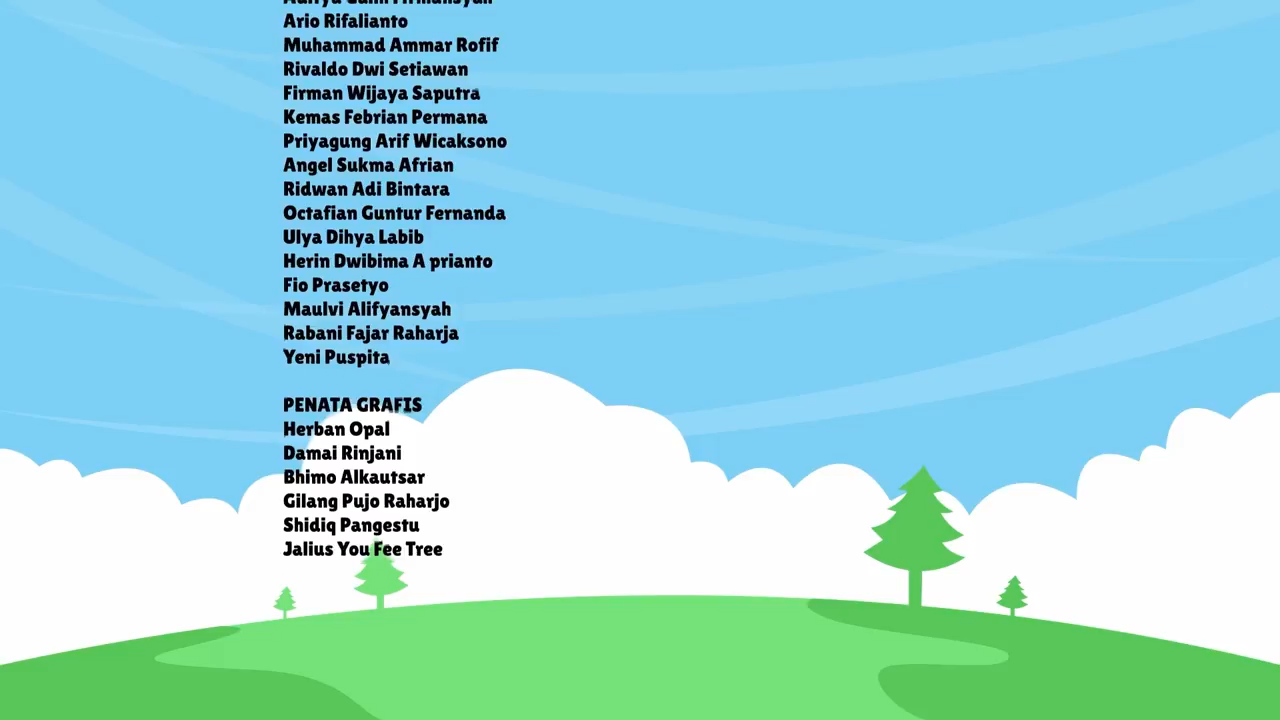 Ario Rifalianto
Muhammad Ammar Rofif
Rivaldo Dwi Setiawan
Firman Wijaya Saputra
Kemas Febrian Permana
Priyagung Arif Wicaksono
Angel Sukma Afrian
Ridwan Adi Bintara
Octafian Guntur Fernanda
Ulya Dihya Labib
Herin Dwibima A prianto
Fio Prasetyo
Maulvi Alifyansyah
Rabani Fajar Raharja
Yeni Puspita
PENATA GRAFIS
Herban Opal
Damai Rinjani
Bhimo Alkautsar
Gilang Pujo Raharjo
Shidiq Pangestu
Jalius You Fee Tree